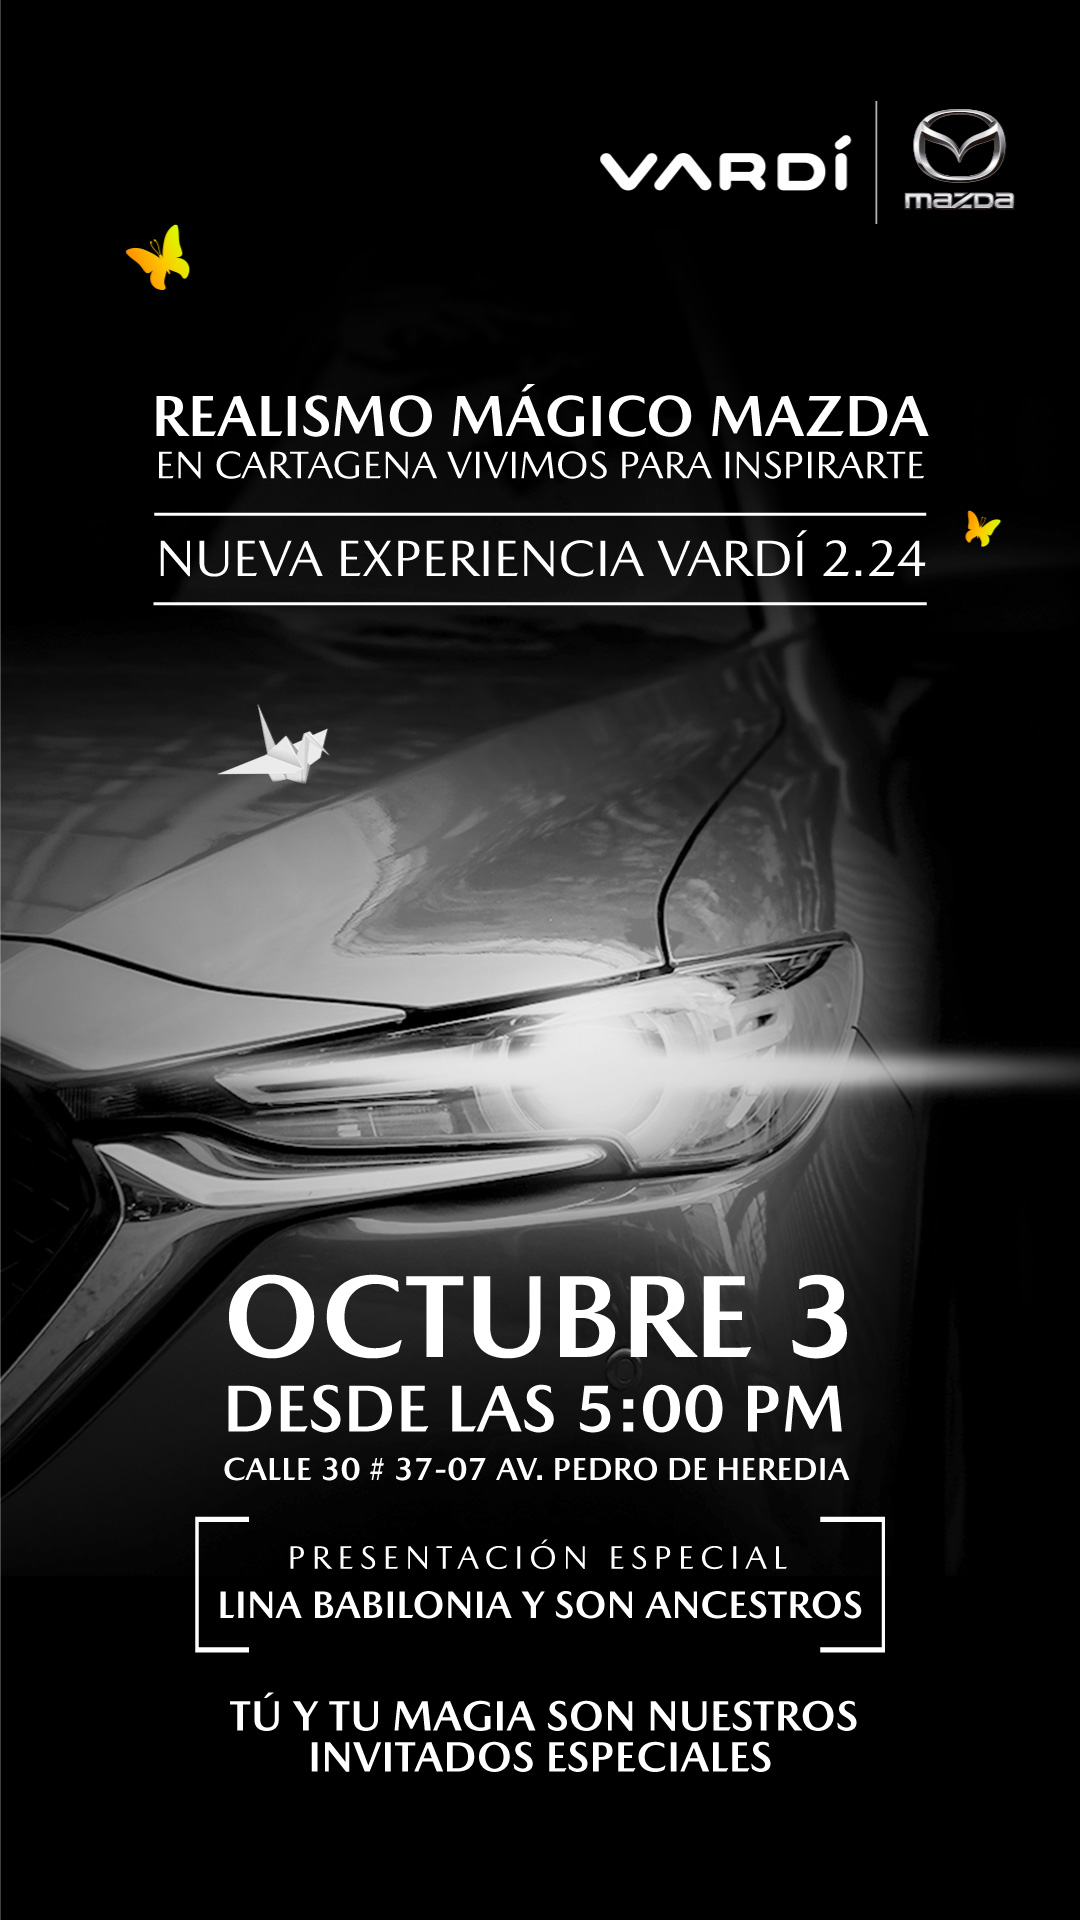 VARDÍ
mazda
REALISMO MÁGICO MAZDA
EN CARTAGENA VIVIMOS PARA INSPIRARTE
NUEVA EXPERIENCIA VARDÍ 2.24
OCTUBRE 3
DESDE LAS 5:00 PM
CALLE 30 # 37-07 AV. PEDRO DE HEREDIA
PRESENTACIÓN ESPECIAL
LINA BABILONIA Y SON ANCESTROS
TÚ Y TU MAGIA SON NUESTROS
INVITADOS ESPECIALES